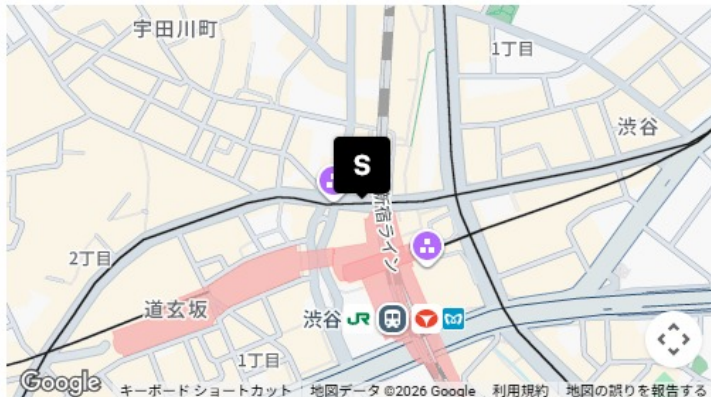 宇田川町
1丁目
渋谷
S
新宿ライン
2丁目
道玄坂
渋谷 JR
1丁目
Google
キーボード ショートカット 地図データ ©2026 Google 利用規約 地図の誤りを報告する